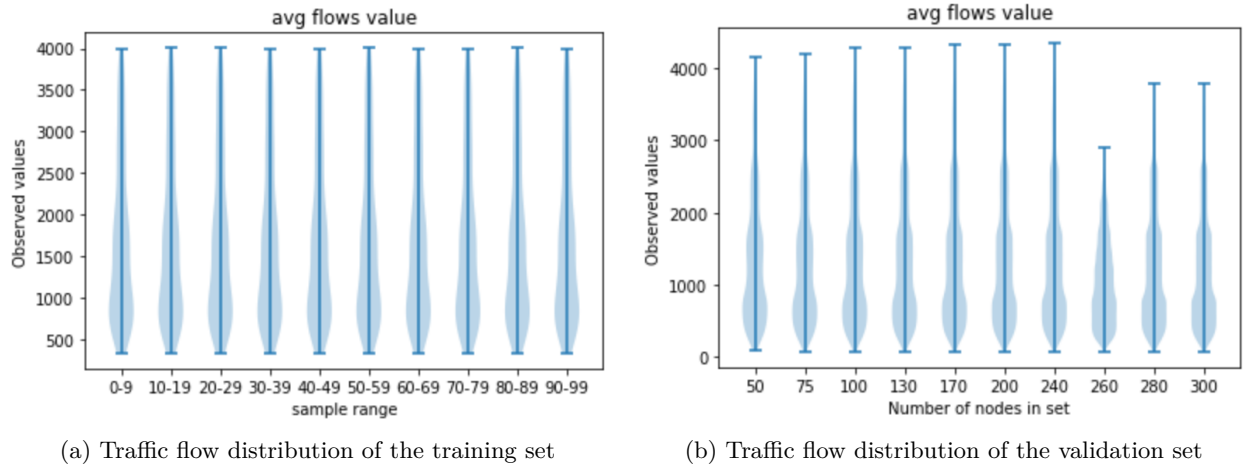 avg flows value
Observed values
4000
3500
3000
2500
2000
1500
1000
500
0-9 10-19 20-29 30-39 40-49 50-59 60-69 70-79 80-89 90-99
sample range
(a) Traffic flow distribution of the training set
avg flows value
Observed values
4000
3000
2000
1000
0
50 75 100 130 170 200 240 260 280 300
Number of nodes in set
(b) Traffic flow distribution of the validation set